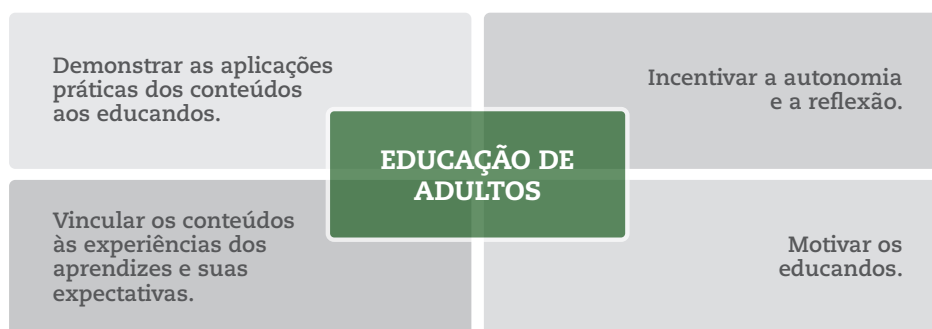 Demonstrar as aplicações
práticas dos conteúdos
aos educandos.
Incentivar a autonomia
e a reflexão.
EDUCAÇÃO DE
ADULTOS
Vincular os conteúdos
às experiências dos
aprendizes e suas
expectativas.
Motivar os
educandos.